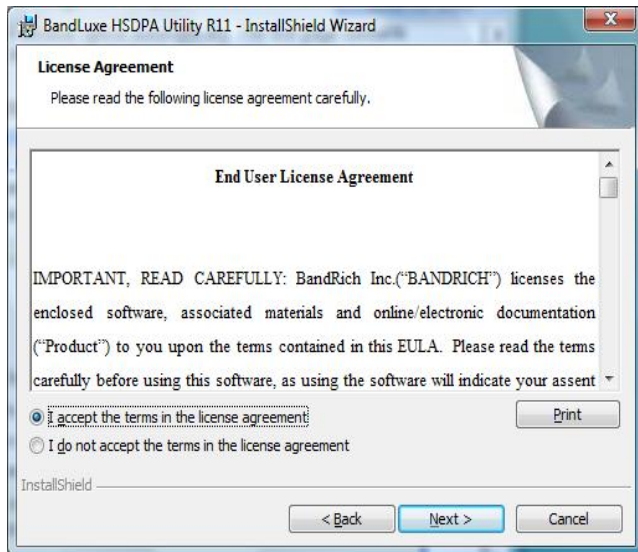 BandLuxe HSDPA Utility R11 - InstallShield Wizard
License Agreement
Please read the following license agreement carefully.
End User License Agreement
IMPORTANT, READ CAREFULLY: BandRich Inc.(“BANDRICH”) licenses the
enclosed software, associated materials and online/electronic documentation
(“Product”) to you upon the terms contained in this EULA. Please read the terms
carefully before using this software, as using the software will indicate your assent
I accept the terms in the license agreement
Print
I do not accept the terms in the license agreement
InstallShield
< Back
Next >
Cancel